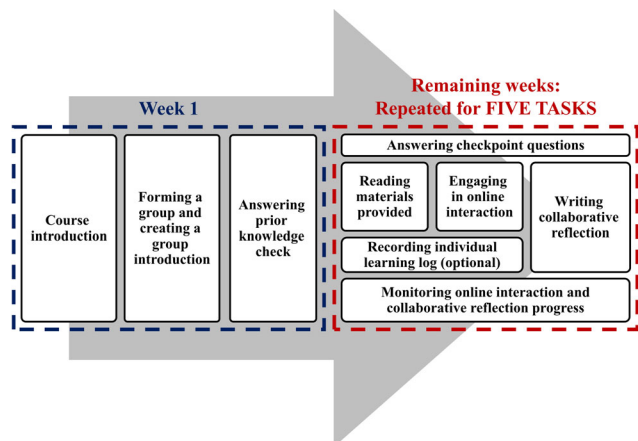 Week 1
Remaining weeks:
Repeated for FIVE TASKS
Course
introduction
Forming a
group and
creating a
group
introduction
Answering
prior
knowledge
check
Answering checkpoint questions
Reading
materials
provided
Engaging
in online
interaction
Writing
collaborative
reflection
Recording individual
learning log (optional)
Monitoring online interaction and
collaborative reflection progress